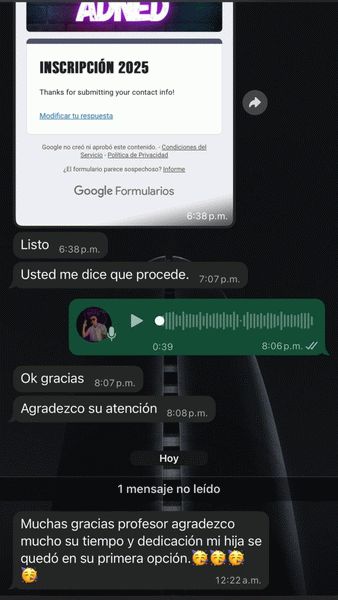 ADNED
INSCRIPCIÓN 2025
Thanks for submitting your contact info!
Modificar tu respuesta
Google no creó ni aprobó este contenido. - Condiciones del
Servicio - Política de Privacidad
¿El formulario parece sospechoso? Informe
Google Formularios
6:38 p.m.
Listo 6:38 p.m.
Usted me dice que procede. 7:07 p.m.
0:39 8:06 p.m.
Ok gracias 8:07 p.m.
Agradezco su atención 8:08 p.m.
Hoy
1 mensaje no leído
Muchas gracias profesor agradezco
mucho su tiempo y dedicación mi hija se
quedó en su primera opción.🥳🥳🥳
🥳 12:22 a.m.